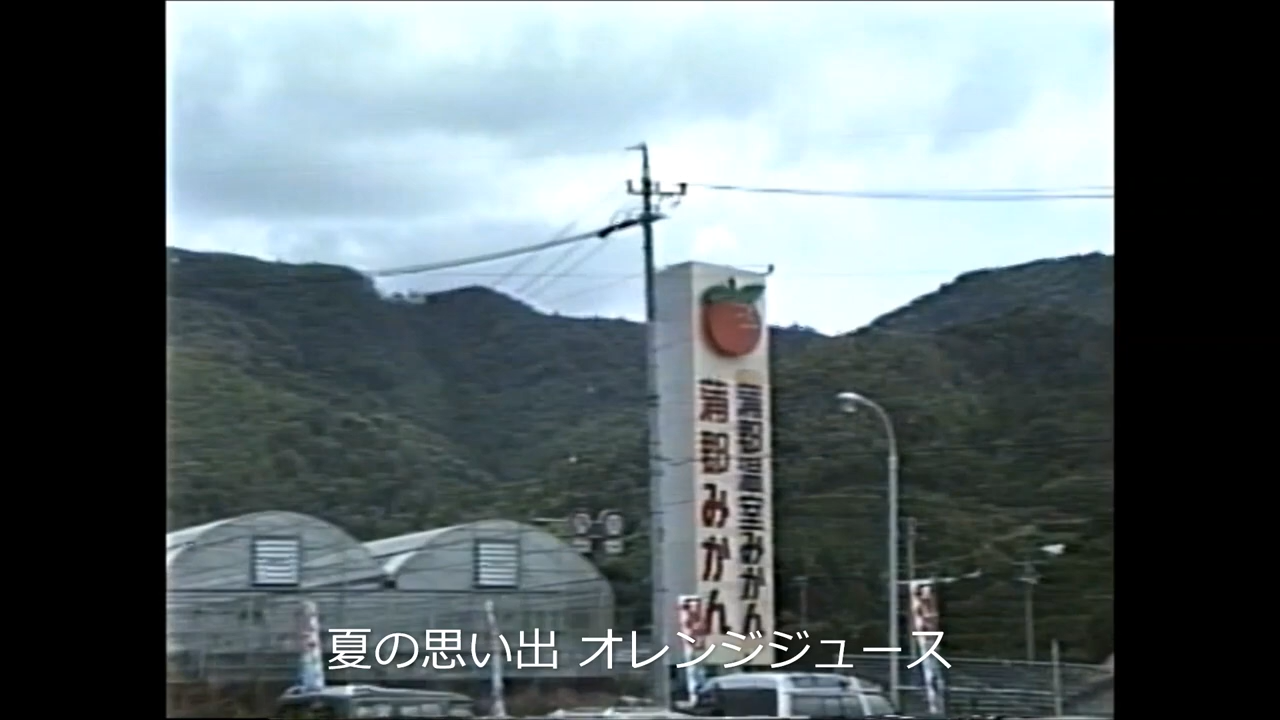 蒲郡温室みかん
蒲郡みかん
夏の思い出 オレンジジュース